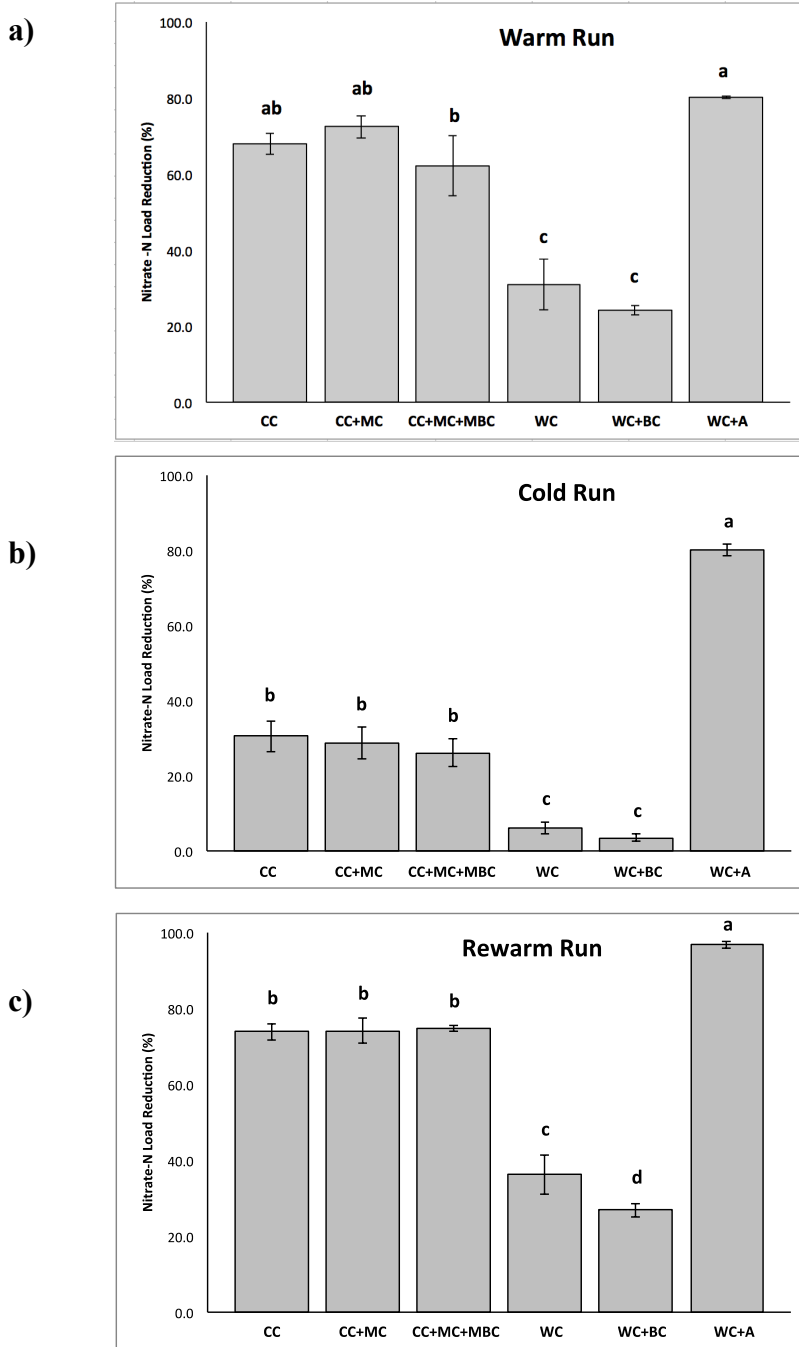 a)
Warm Run
Nitrate -N Load Reduction (%)
100.0
80.0
60.0
40.0
20.0
0.0
ab
ab
b
c
c
a
CC
CC+MC
CC+MC+MBC
WC
WC+BC
WC+A
b)
Cold Run
Nitrate-N Load Reduction (%)
100.0
80.0
60.0
40.0
20.0
0.0
b
b
b
c
c
a
CC
CC+MC
CC+MC+MBC
WC
WC+BC
WC+A
c)
Rewarm Run
Nitrate-N Load Reduction (%)
100.0
80.0
60.0
40.0
20.0
0.0
b
b
b
c
d
a
CC
CC+MC
CC+MC+MBC
WC
WC+BC
WC+A